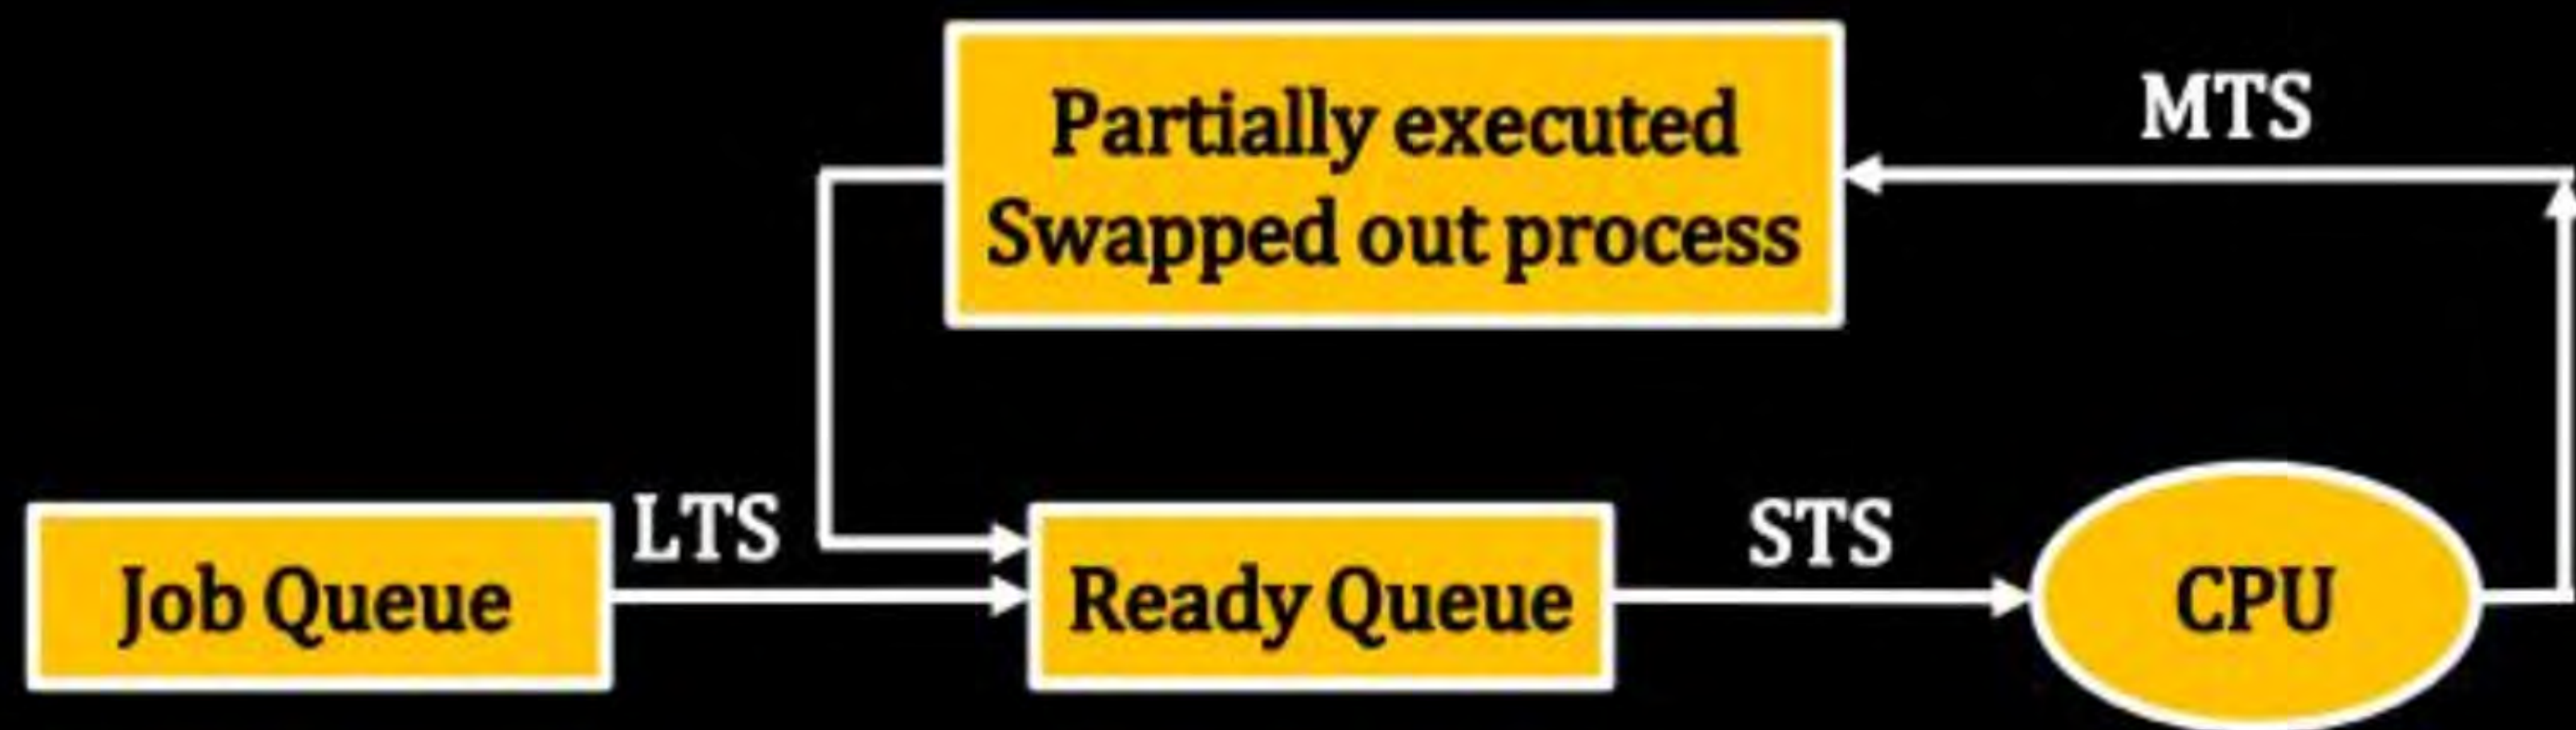 Partially executed
Swapped out process
MTS
Job Queue
LTS
Ready Queue
STS
CPU